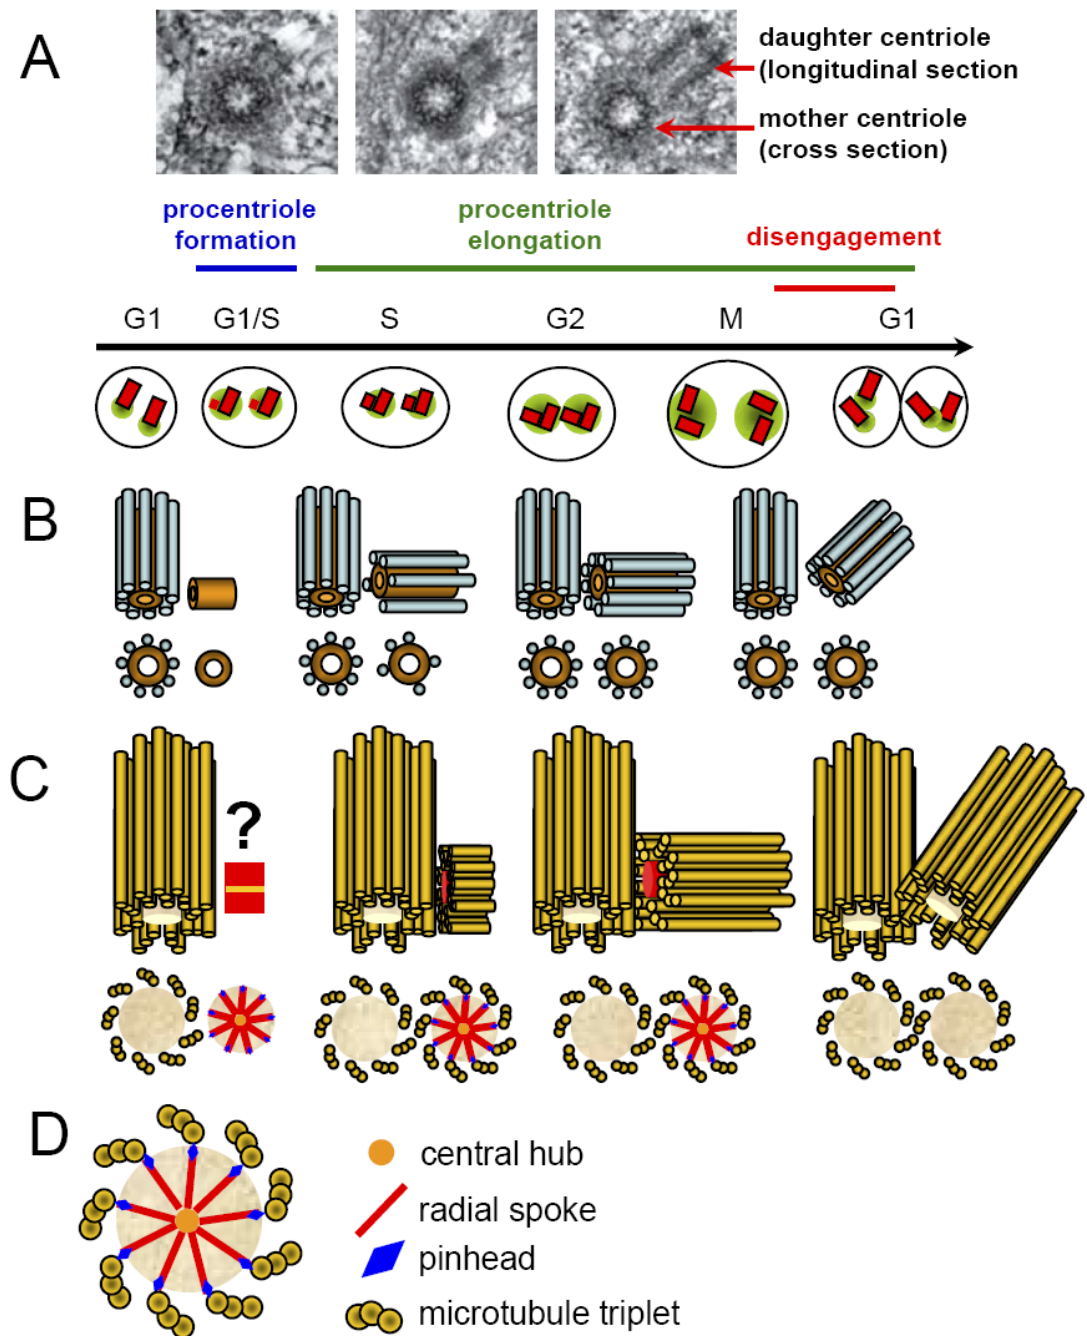 A
daughter centriole
(longitudinal section
mother centriole
(cross section)
procentriole
formation
procentriole
elongation
disengagement
G1 G1/S S G2 M G1
B
C
?
D
central hub
radial spoke
pinhead
microtubule triplet